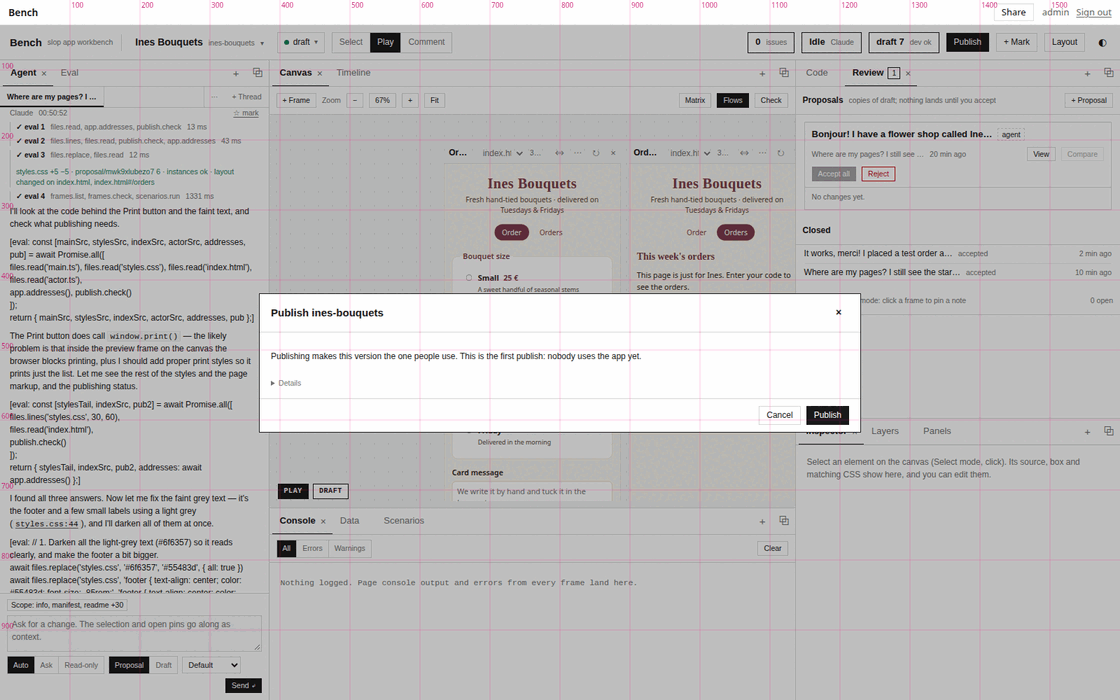 100 200 300 400 500 600 700 800 900 1000 1100 1200 1300 1400 1500
Bench
Share
admin
Sign out
Bench slop app workbench
Ines Bouquets ines-bouquets ▾
draft ▾
Select Play Comment
0 issues
Idle Claude
draft 7 dev ok
Publish
+ Mark
Layout
100
Agent × Eval +
Where are my pages? I ... ··· + Thread
Claude 00:50:52 ☆ mark
✓ eval 1 files.read, app.addresses, publish.check 13 ms
200
✓ eval 2 files.lines, files.read, publish.check, app.addresses 43 ms
✓ eval 3 files.replace, files.read 12 ms
styles.css +5 −5 · proposal/mwk9xlubezo7 6 · instances ok · layout
changed on index.html, index.html#/orders
✓ eval 4 frames.list, frames.check, scenarios.run 1331 ms
300
I'll look at the code behind the Print button and the faint text, and
check what publishing needs.
[eval: const [mainSrc, stylesSrc, indexSrc, actorSrc, addresses,
pub] = await Promise.all([
files.read('main.ts'), files.read('styles.css'), files.read('index.html'),
400
files.read('actor.ts'),
app.addresses(), publish.check()
]);
return { mainSrc, stylesSrc, indexSrc, actorSrc, addresses, pub };]
The Print button does call window.print() — the likely
500
problem is that inside the preview frame on the canvas the
browser blocks printing, plus I should add proper print styles so it
prints just the list. Let me see the rest of the styles and the page
markup, and the publishing status.
[eval: const [stylesTail, indexSrc, pub2] = await Promise.all([
600
files.lines('styles.css', 30, 60),
files.read('index.html'),
publish.check()
]);
return { stylesTail, indexSrc, pub2, addresses: await
app.addresses() };]
700
I found all three answers. Now let me fix the faint grey text — it's
the footer and a few small labels using a light grey
( styles.css:44 ), and I'll darken all of them at once.
[eval: // 1. Darken all the light-grey text (#6f6357) so it reads
800
clearly, and make the footer a bit bigger.
await files.replace('styles.css', '#6f6357', '#55483d', { all: true })
await files.replace('styles.css', 'footer { text-align: center; color:
Scope: info, manifest, readme +30
900
Ask for a change. The selection and open pins go along as
context.
Auto Ask Read-only Proposal Draft Default
Send
Canvas × Timeline +
+ Frame Zoom − 67% + Fit Matrix Flows Check
Or... 3... ··· ×
Ines Bouquets
Fresh hand-tied bouquets · delivered on
Tuesdays & Fridays
Order Orders
Bouquet size
Small 25 €
A sweet handful of seasonal stems
Delivered in the morning
Card message
We write it by hand and tuck it in the
Ord... 3... ···
Ines Bouquets
Fresh hand-tied bouquets · delivered on
Tuesdays & Fridays
Order Orders
This week's orders
This page is just for Ines. Enter your code to
see the orders.
PLAY DRAFT
Publish ines-bouquets ×
Publishing makes this version the one people use. This is the first publish: nobody uses the app yet.
▸ Details
Cancel Publish
Console × Data Scenarios +
All Errors Warnings Clear
Nothing logged. Page console output and errors from every frame land here.
Code Review 1 × +
Proposals copies of draft; nothing lands until you accept + Proposal
Bonjour! I have a flower shop called Ine... agent
Where are my pages? I still see ... 20 min ago View Compare
Accept all Reject
No changes yet.
Closed
It works, merci! I placed a test order a... accepted 2 min ago
Where are my pages? I still see the star... accepted 10 min ago
mode: click a frame to pin a note 0 open
Layers Panels +
Select an element on the canvas (Select mode, click). Its source, box and
matching CSS show here, and you can edit them.